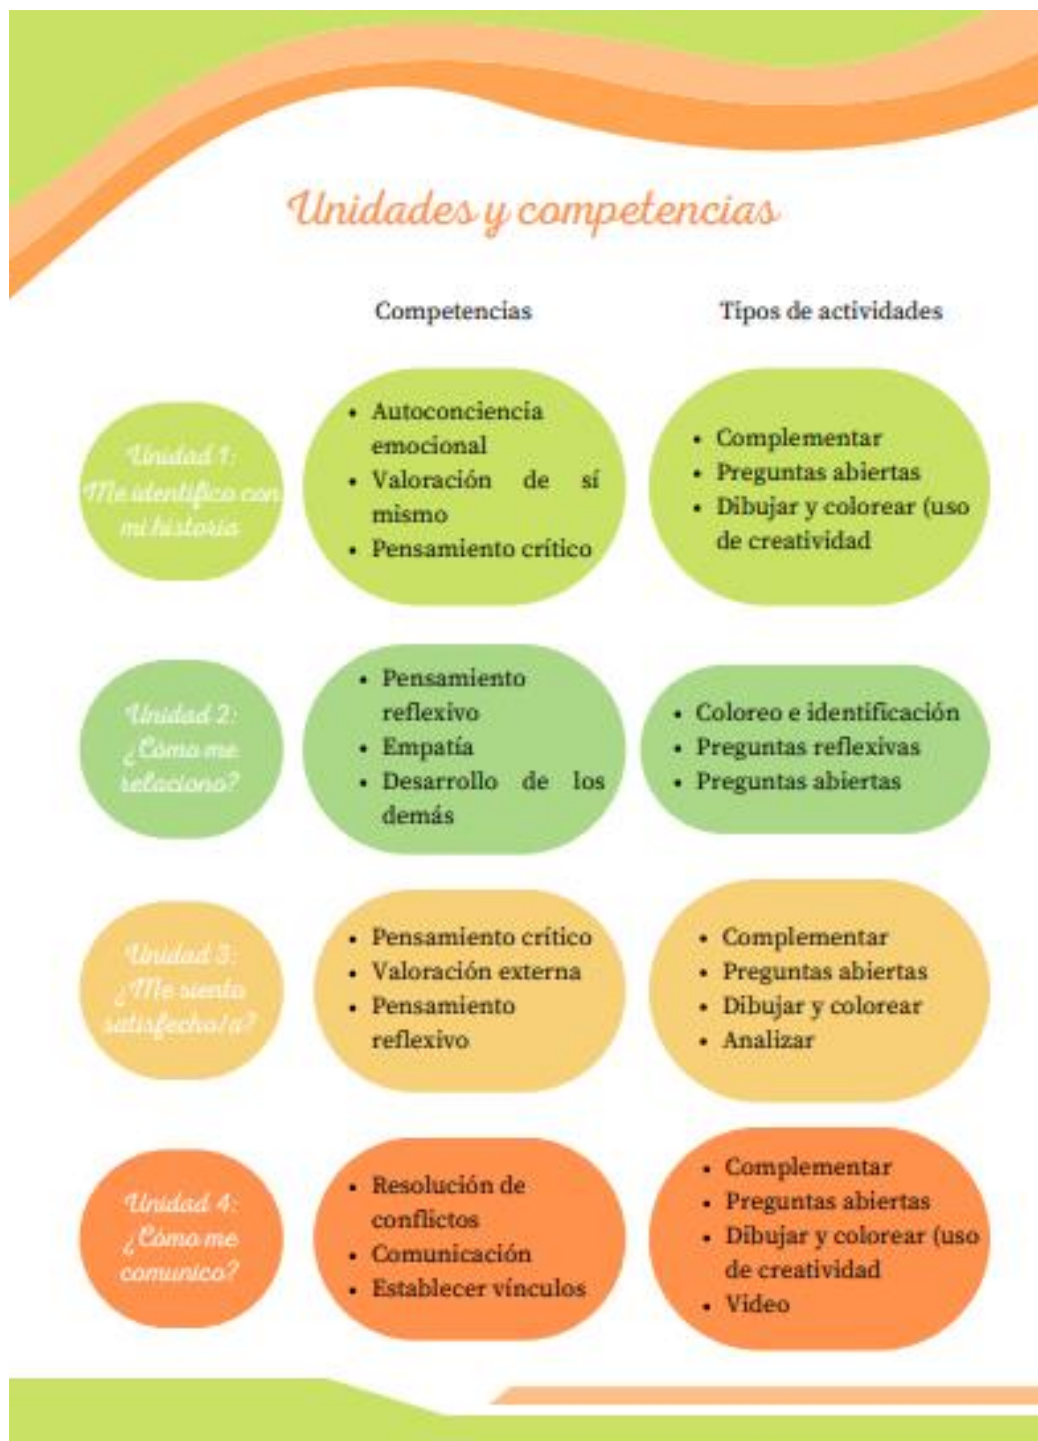 Unidades y competencias
Competencias
Tipos de actividades
Unidad 1:
Me identifico con
mi historia
• Autoconciencia
emocional
• Valoración de sí
mismo
• Pensamiento crítico
• Complementar
• Preguntas abiertas
• Dibujar y colorear (uso
de creatividad
Unidad 2:
¿Cómo me
relaciono?
• Pensamiento
reflexivo
• Empatía
• Desarrollo de los
demás
• Coloreo e identificación
• Preguntas reflexivas
• Preguntas abiertas
Unidad 3:
¿Me siento
satisfecho/a?
• Pensamiento crítico
• Valoración externa
• Pensamiento
reflexivo
• Complementar
• Preguntas abiertas
• Dibujar y colorear
• Analizar
Unidad 4:
¿Cómo me
comunico?
• Resolución de
conflictos
• Comunicación
• Establecer vínculos
• Complementar
• Preguntas abiertas
• Dibujar y colorear (uso
de creatividad
• Video